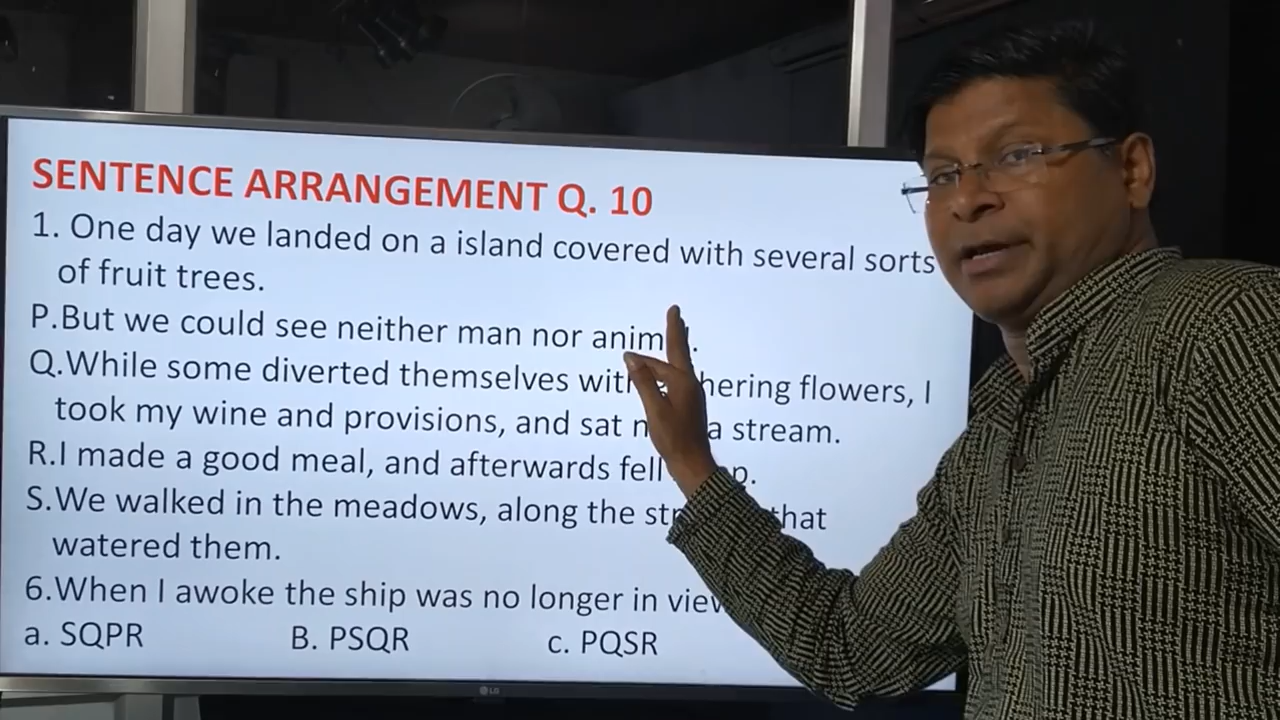 SENTENCE ARRANGEMENT Q. 10
1. One day we landed on a island covered with several sorts
of fruit trees.
P.But we could see neither man nor
Q.While some diverted themselves flowers, I
took my wine and provisions, and sat a stream.
R.I made a good meal, and afterwards fell
S.We walked in the meadows, along the that
watered them.
6.When I awoke the ship was no longer in
a. SQPR B. PSQR c. PQSR
LG